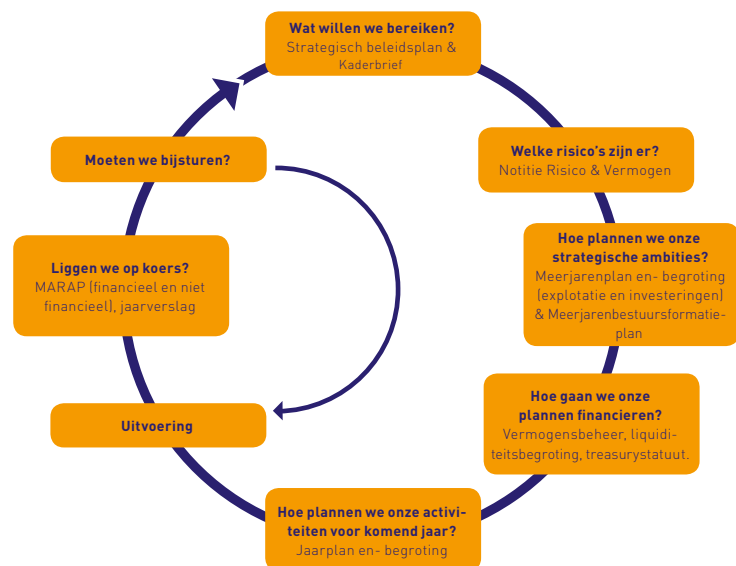 Wat willen we bereiken?
Strategisch beleidsplan &
Kaderbrief
Welke risico's zijn er?
Notitie Risico & Vermogen
Hoe plannen we onze
strategische ambities?
Meerjarenplan en- begroting
(explotatie en investeringen)
& Meerjarenbestuursformatie-
plan
Hoe gaan we onze
plannen financieren?
Vermogensbeheer, liquidi-
teitsbegroting, treasurystatuut.
Hoe plannen we onze activi-
teiten voor komend jaar?
Jaarplan en- begroting
Uitvoering
Liggen we op koers?
MARAP (financieel en niet
financieel), jaarverslag
Moeten we bijsturen?